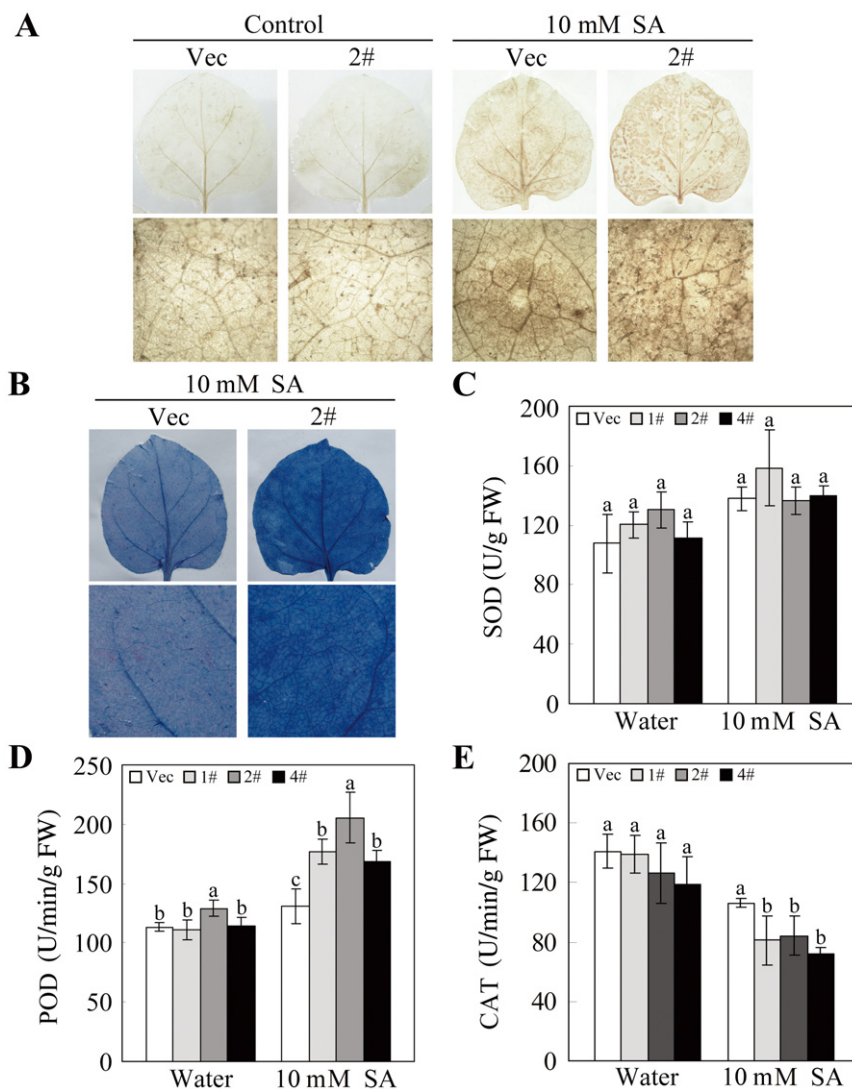 A
Control
10 mM SA
Vec
2#
Vec
2#
B
10 mM SA
Vec
2#
C
200
160
120
80
40
0
SOD (U/g FW)
Vec 1# 2# 4#
a a a a
a a a a
Water
10 mM SA
D
250
200
150
100
50
0
POD (U/min/g FW)
Vec 1# 2# 4#
b b a b
c b a b
Water
10 mM SA
E
200
160
120
80
40
0
CAT (U/min/g FW)
Vec 1# 2# 4#
a a a a
a b b b
Water
10 mM SA